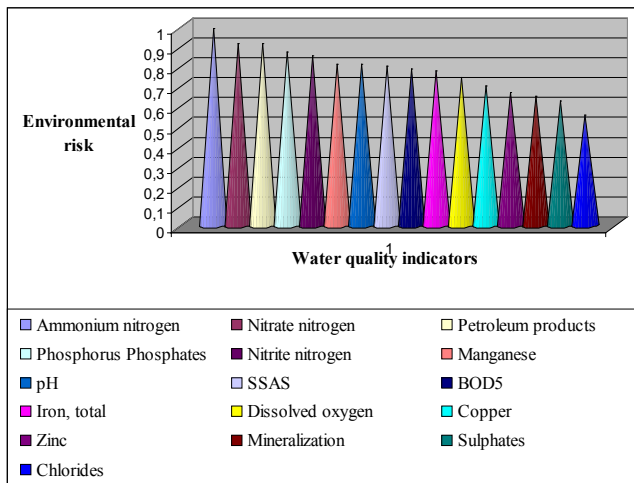 1
0,9
0,8
0,7
0,6
0,5
0,4
0,3
0,2
0,1
0
Environmental
risk
1
Water quality indicators
Ammonium nitrogen
Nitrate nitrogen
Petroleum products
Phosphorus Phosphates
Nitrite nitrogen
Manganese
pH
SSAS
BOD5
Iron, total
Dissolved oxygen
Copper
Zinc
Mineralization
Sulphates
Chlorides